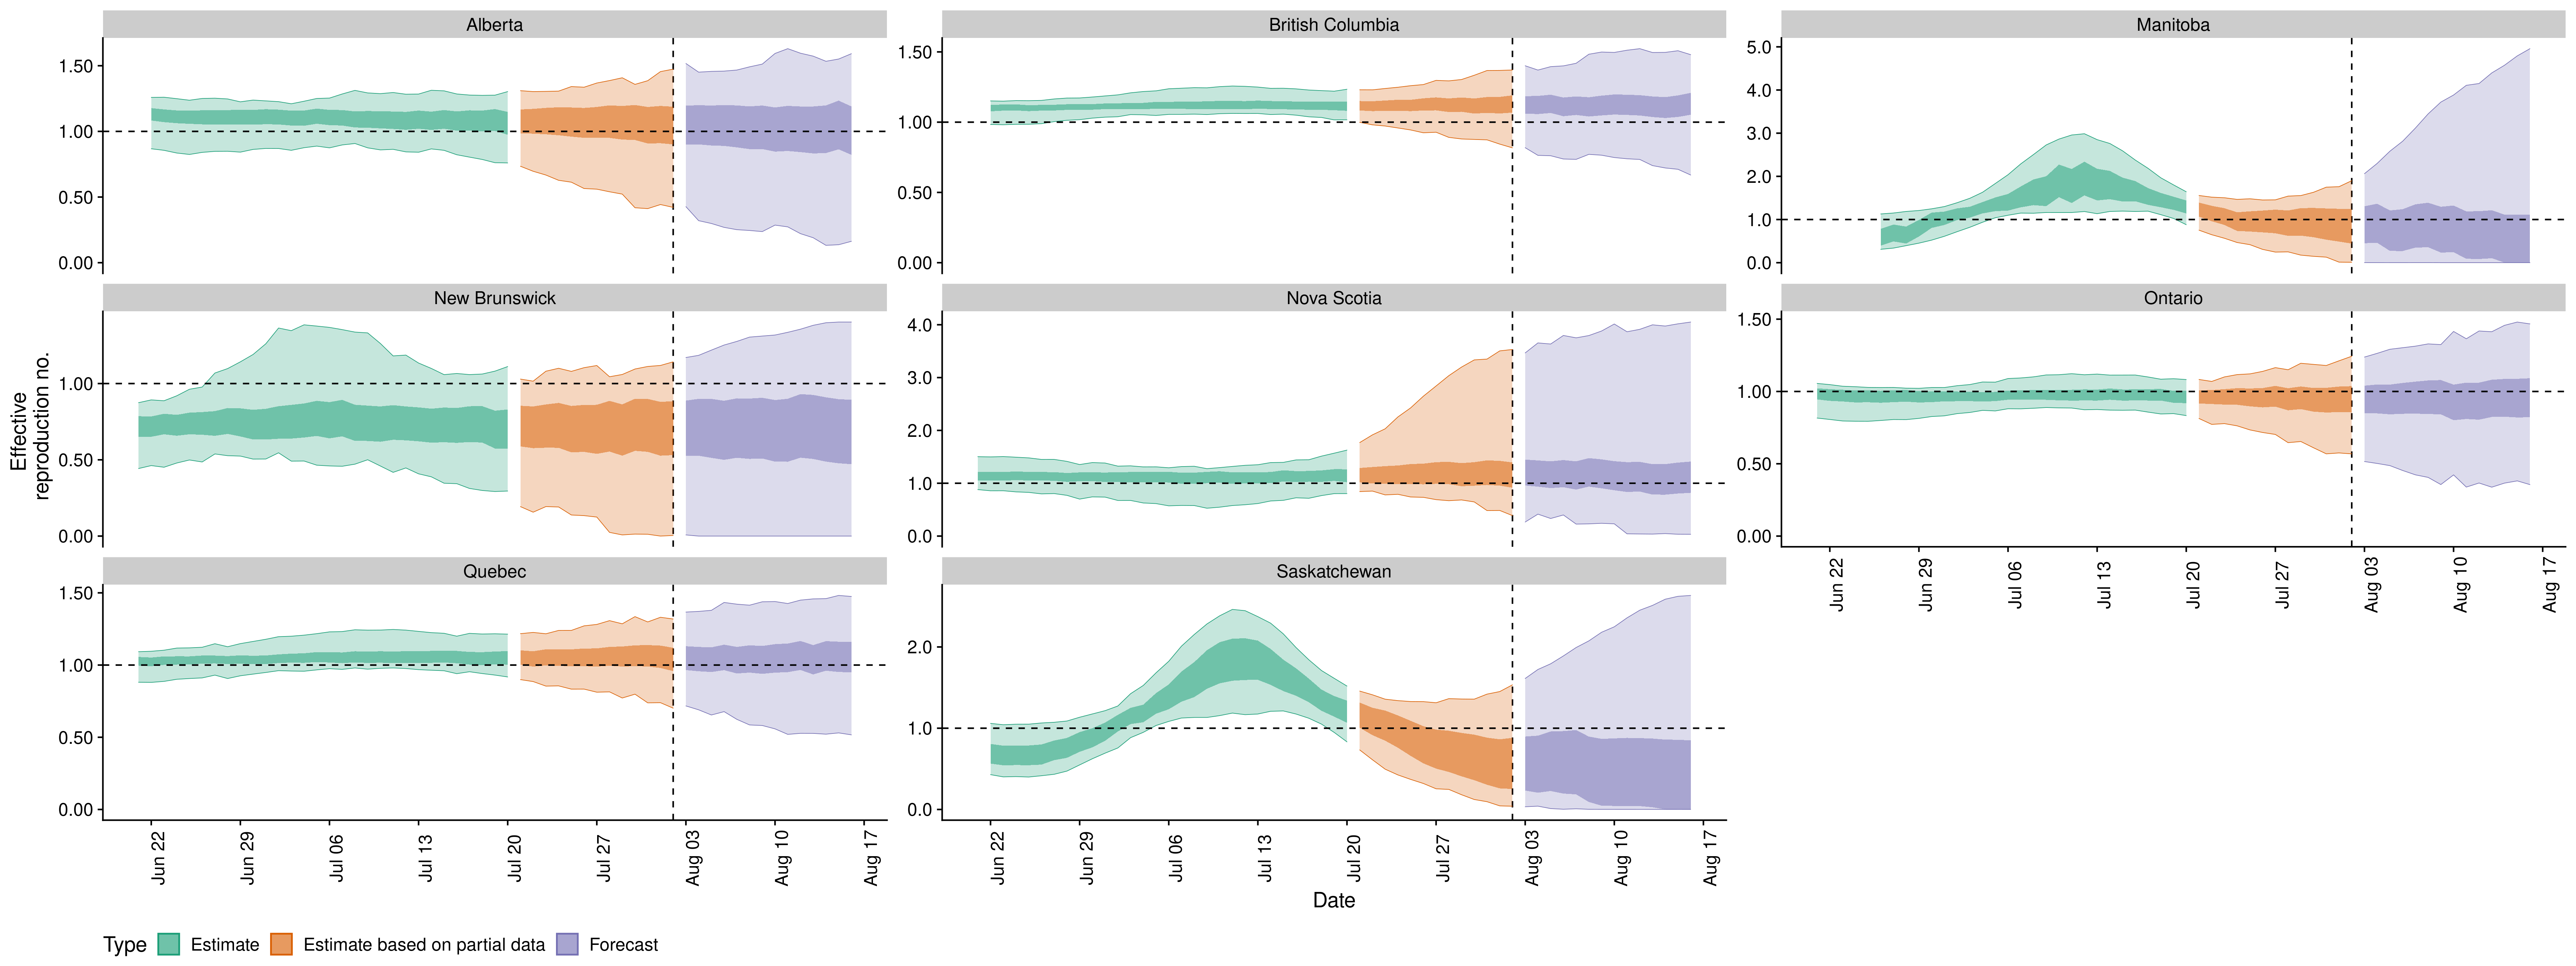 Alberta
British Columbia
Manitoba
1.50
1.00
0.50
0.00
1.50
1.00
0.50
0.00
5.0
4.0
3.0
2.0
1.0
0.0
New Brunswick
Nova Scotia
Ontario
1.00
0.50
0.00
4.0
3.0
2.0
1.0
0.0
1.50
1.00
0.50
0.00
Jun 22
Jun 29
Jul 06
Jul 13
Jul 20
Jul 27
Aug 03
Aug 10
Aug 17
Effective
reproduction no.
Quebec
Saskatchewan
1.50
1.00
0.50
0.00
2.0
1.0
0.0
Jun 22
Jun 29
Jul 06
Jul 13
Jul 20
Jul 27
Aug 03
Aug 10
Aug 17
Jun 22
Jun 29
Jul 06
Jul 13
Jul 20
Jul 27
Aug 03
Aug 10
Aug 17
Date
Type Estimate Estimate based on partial data Forecast